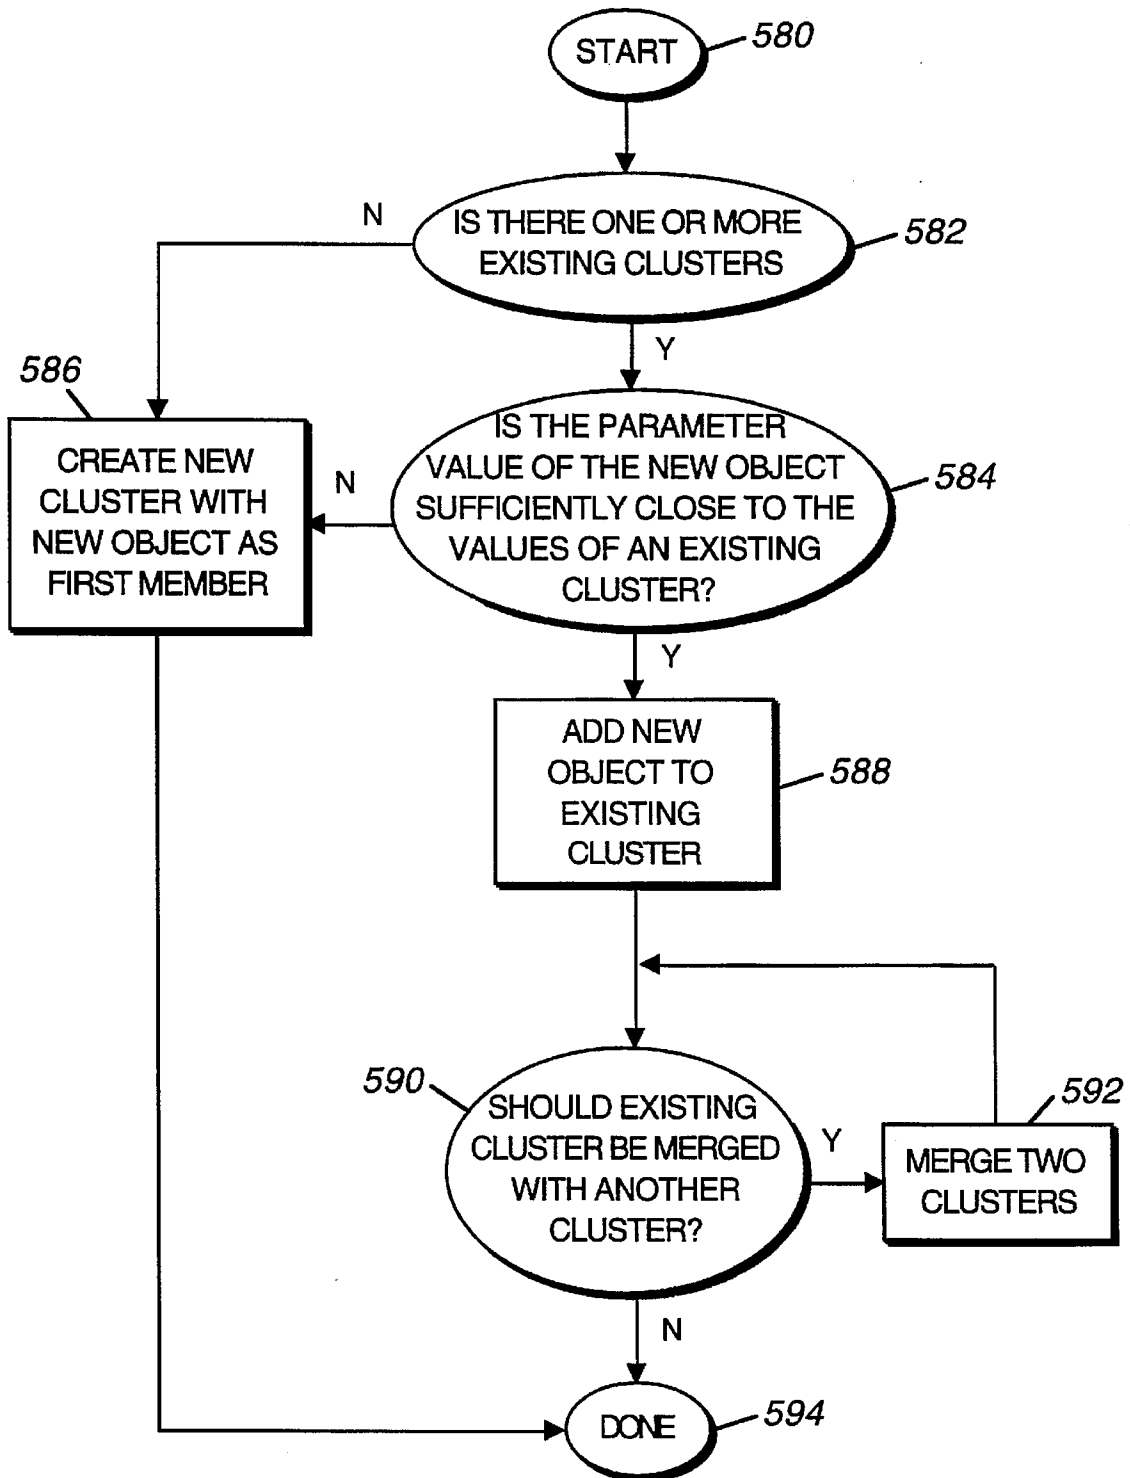 START
580
N
IS THERE ONE OR MORE
EXISTING CLUSTERS
582
Y
586
CREATE NEW
CLUSTER WITH
NEW OBJECT AS
FIRST MEMBER
N
IS THE PARAMETER
VALUE OF THE NEW OBJECT
SUFFICIENTLY CLOSE TO THE
VALUES OF AN EXISTING
CLUSTER?
584
Y
ADD NEW
OBJECT TO
EXISTING
CLUSTER
588
590
SHOULD EXISTING
CLUSTER BE MERGED
WITH ANOTHER
CLUSTER?
Y
592
MERGE TWO
CLUSTERS
N
DONE
594